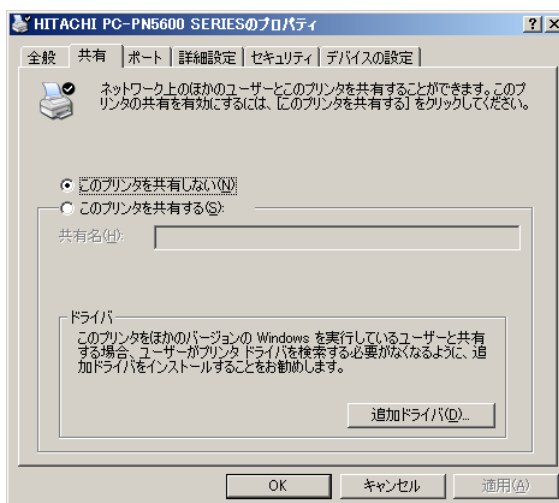 HITACHI PC-PN5600 SERIESのプロパティ
全般 共有 ポート 詳細設定 セキュリティ デバイスの設定
ネットワーク上のほかのユーザーとこのプリンタを共有することができます。このプ
リンタの共有を有効にするには、[このプリンタを共有する] をクリックしてください。
このプリンタを共有しない(N)
このプリンタを共有する(S):
共有名(H):
ドライバ
このプリンタをほかのバージョンの Windows を実行しているユーザーと共有
する場合、ユーザーがプリンタ ドライバを検索する必要がなくなるように、追
加ドライバをインストールすることをお勧めします。
追加ドライバ(D)...
OK キャンセル 適用(A)